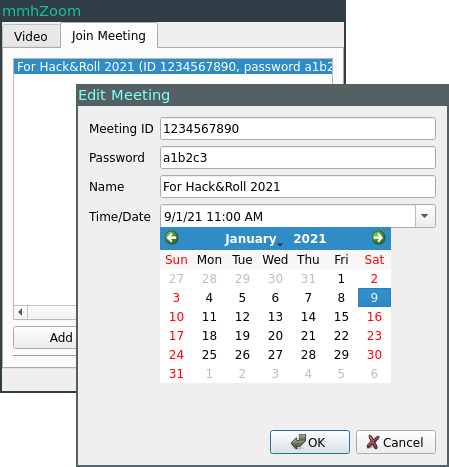 mmhZoom
Video
Join Meeting
For Hack&Roll 2021 (ID 1234567890, password a1b2
Add
Edit Meeting
Meeting ID 1234567890
Password a1b2c3
Name For Hack&Roll 2021
Time/Date 9/1/21 11:00 AM
January 2021
Sun Mon Tue Wed Thu Fri Sat
27 28 29 30 31 1 2
3 4 5 6 7 8 9
10 11 12 13 14 15 16
17 18 19 20 21 22 23
24 25 26 27 28 29 30
31 1 2 3 4 5 6
OK Cancel